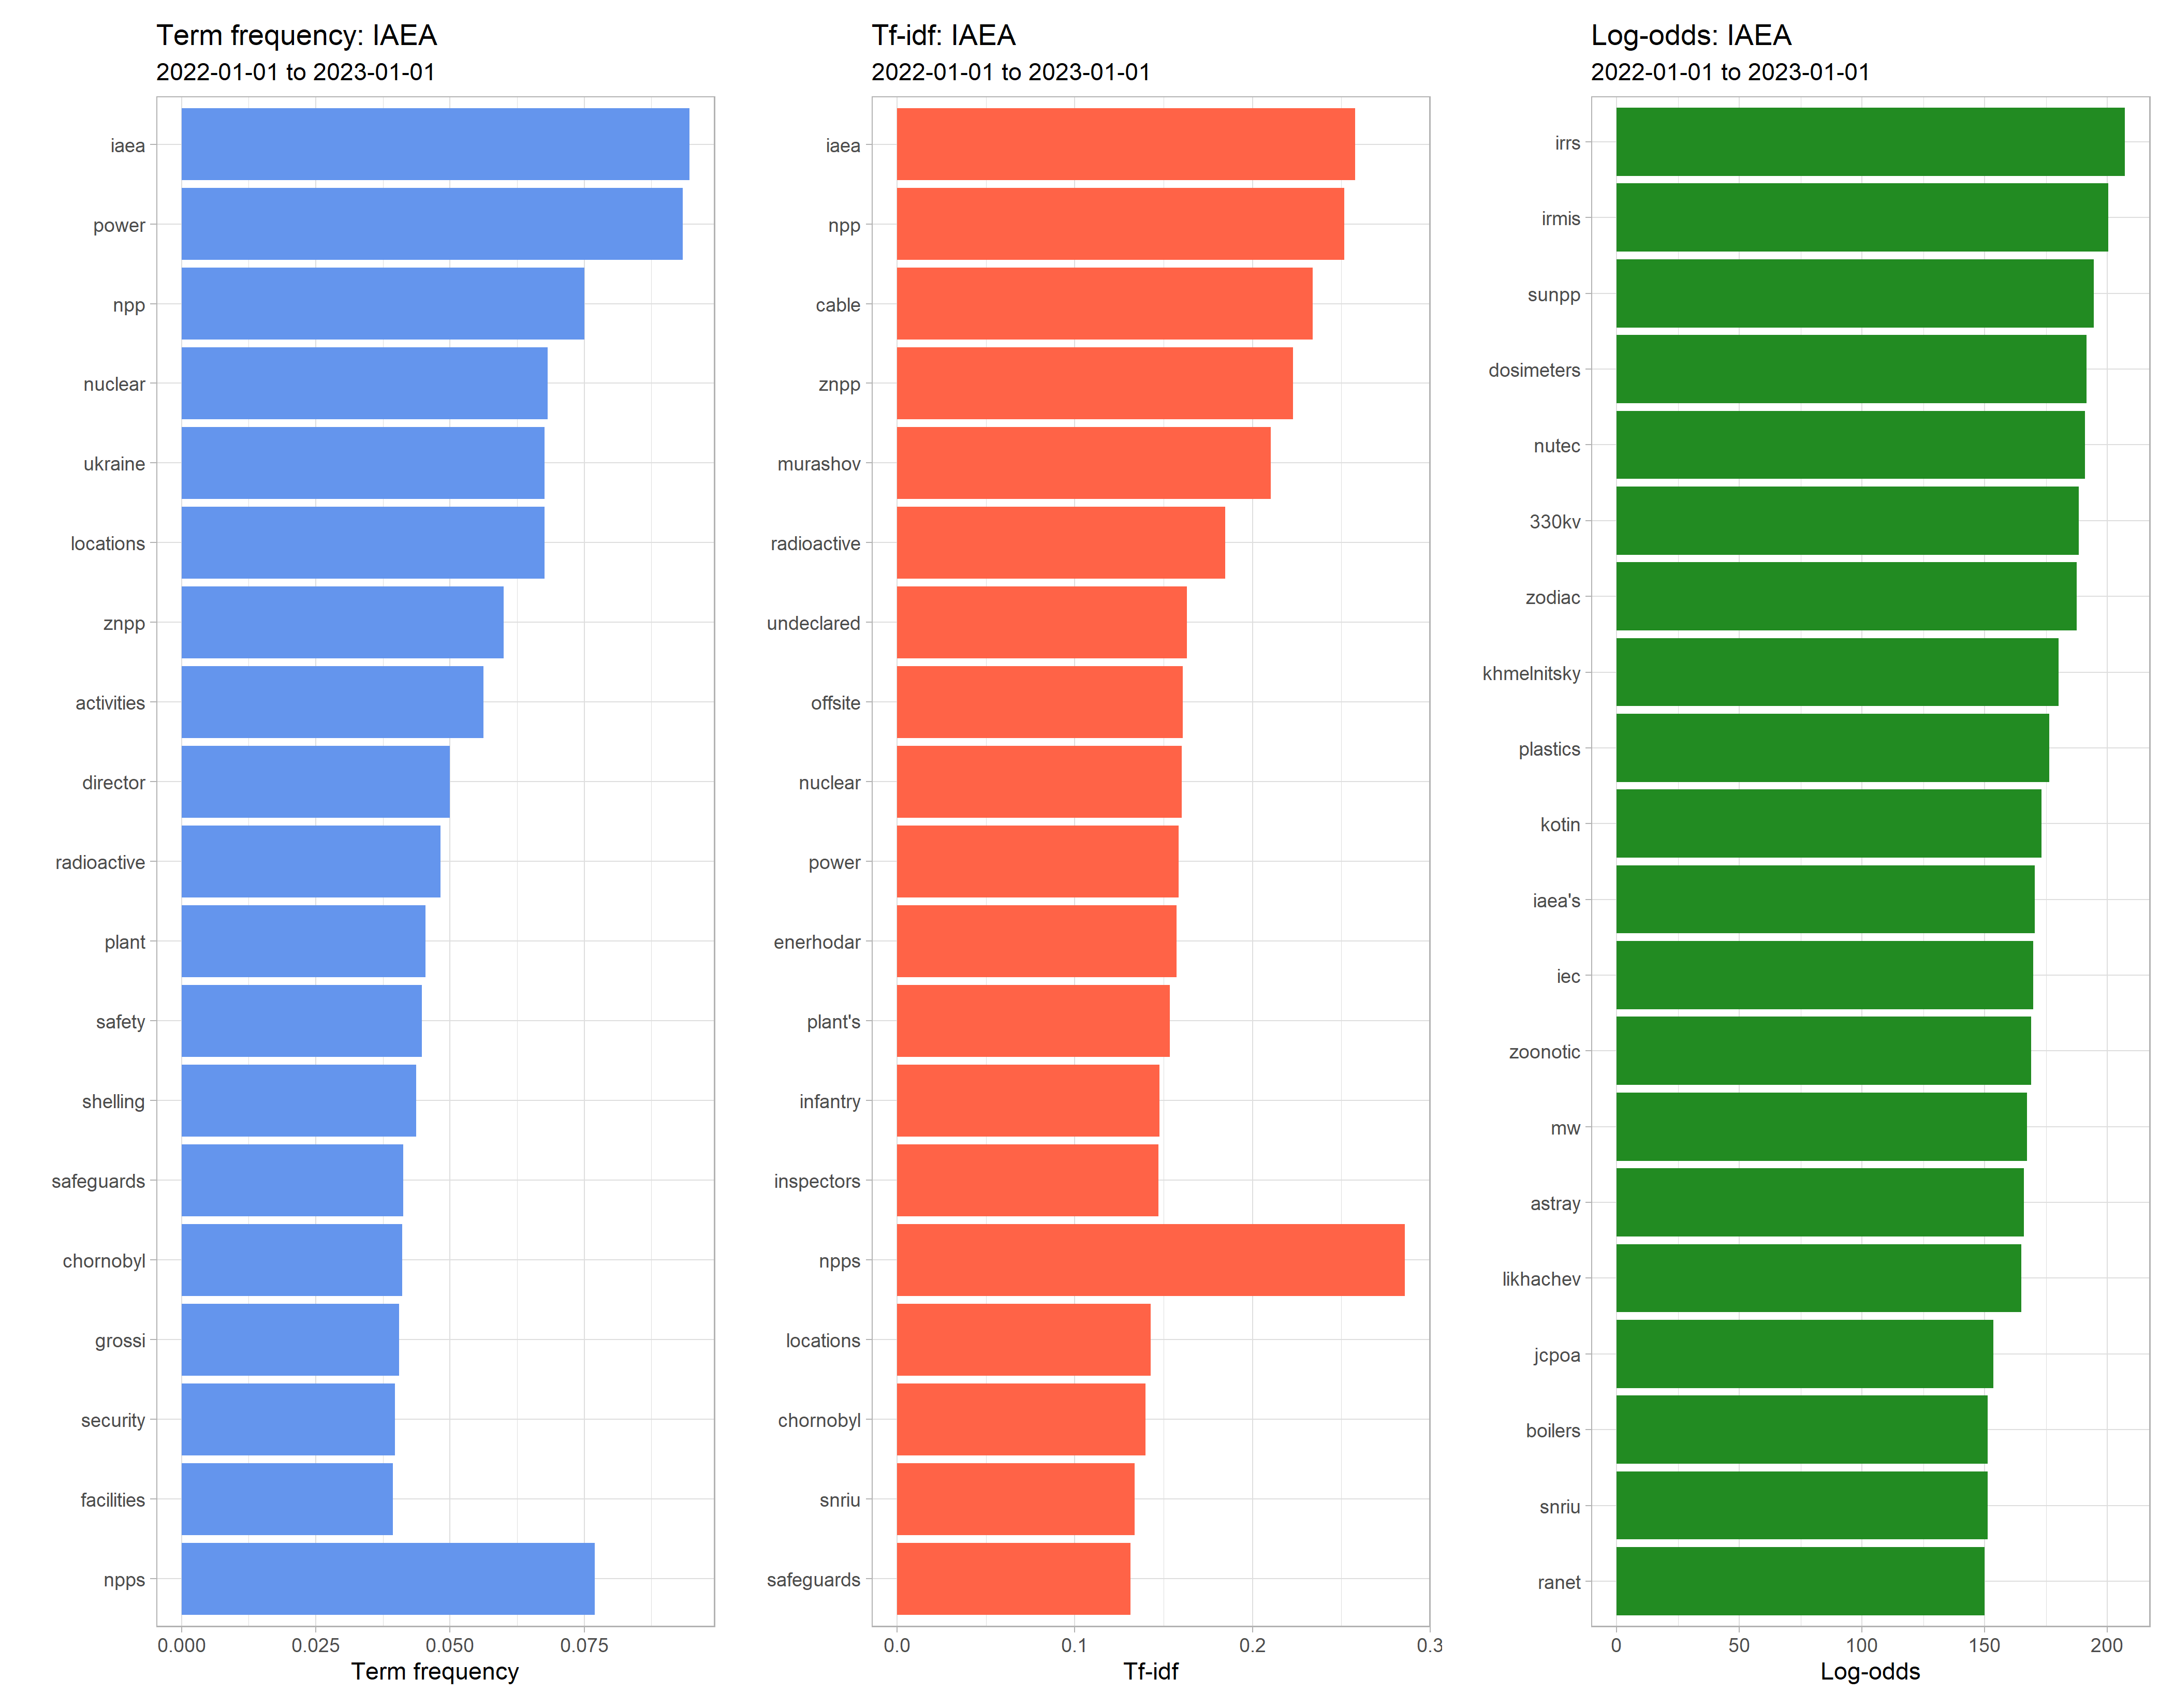 Term frequency: IAEA
2022-01-01 to 2023-01-01
iaea
power
npp
nuclear
ukraine
locations
znpp
activities
director
radioactive
plant
safety
shelling
safeguards
chornobyl
grossi
security
facilities
npps
0.000 0.025 0.050 0.075
Term frequency
Tf-idf: IAEA
2022-01-01 to 2023-01-01
iaea
npp
cable
znpp
murashov
radioactive
undeclared
offsite
nuclear
power
enerhodar
plant's
infantry
inspectors
npps
locations
chornobyl
snriu
safeguards
0.0 0.1 0.2 0.3
Tf-idf
Log-odds: IAEA
2022-01-01 to 2023-01-01
irrs
irmis
sunpp
dosimeters
nutec
330kv
zodiac
khmelnitsky
plastics
kotin
iaea's
iec
zoonotic
mw
astray
likhachev
jcpoa
boilers
snriu
ranet
0 50 100 150 200
Log-odds